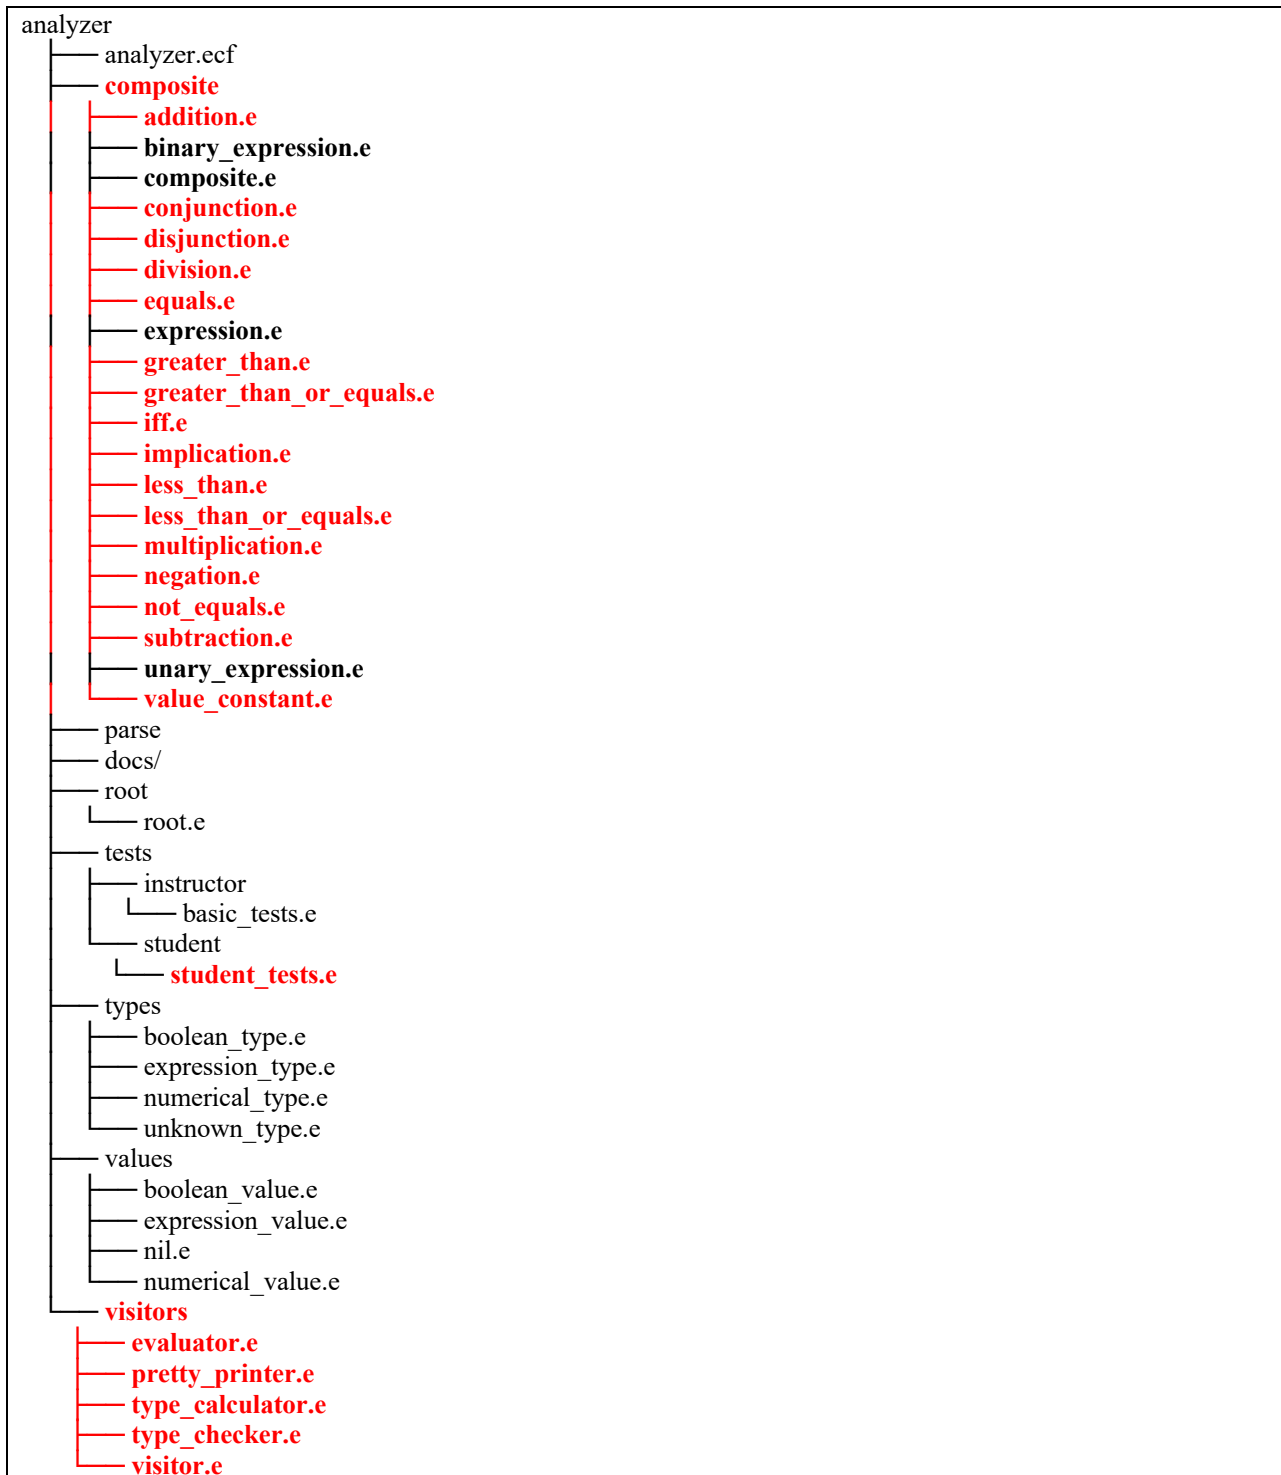 analyzer
analyzer.ecf
composite
addition.e
binary_expression.e
composite.e
conjunction.e
disjunction.e
division.e
equals.e
expression.e
greater_than.e
greater_than_or_equals.e
iff.e
implication.e
less_than.e
less_than_or_equals.e
multiplication.e
negation.e
not_equals.e
subtraction.e
unary_expression.e
value_constant.e
parse
docs/
root
root.e
tests
instructor
basic_tests.e
student
student_tests.e
types
boolean_type.e
expression_type.e
numerical_type.e
unknown_type.e
values
boolean_value.e
expression_value.e
nil.e
numerical_value.e
visitors
evaluator.e
pretty_printer.e
type_calculator.e
type_checker.e
visitor.e